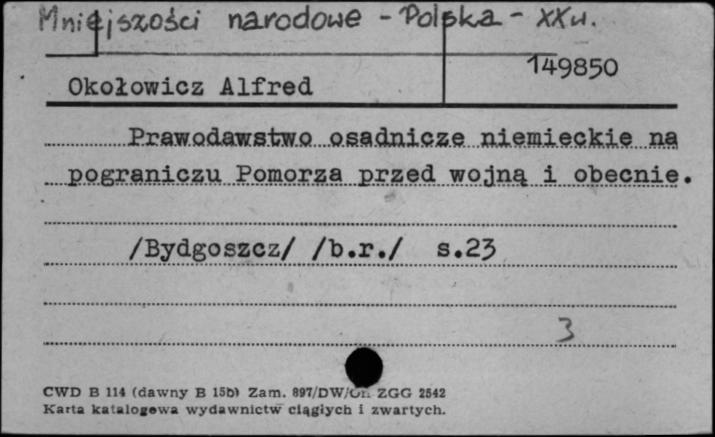 Mniejszości narodowe - Polska - XX w.
149850
Okołowicz Alfred
Prawodawstwo osadnicze niemieckie na
pograniczu Pomorza przed wojną i obecnie.
/Bydgoszcz/ /b.r./ s.23
3
CWD B 114 (dawny B 15b) Zam. 897/DW/ ZGG 2542
Karta katalogowa wydawnictw ciągłych i zwartych.